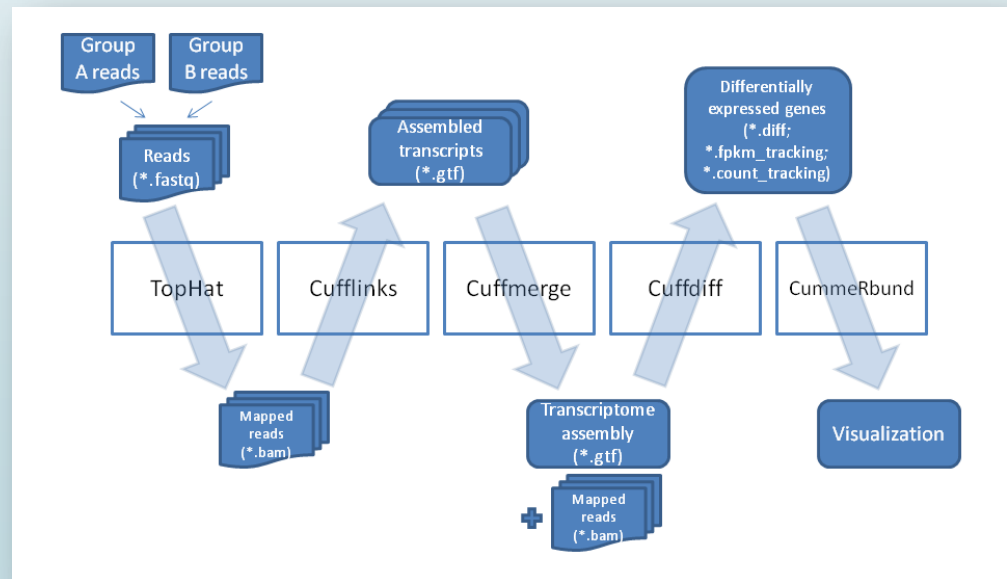 Group
A reads
Group
B reads
Reads
(*.fastq)
Assembled
transcripts
(*.gtf)
Differentially
expressed genes
(*.diff;
*.fpkm_tracking;
*.count_tracking)
TopHat
Cufflinks
Cuffmerge
Cuffdiff
CummeRbund
Mapped
reads
(*.bam)
Transcriptome
assembly
(*.gtf)
Mapped
reads
(*.bam)
Visualization